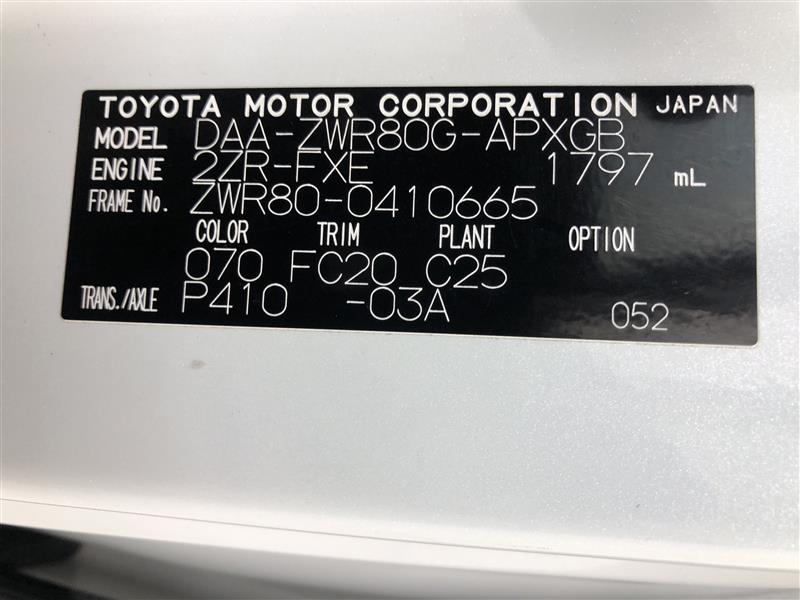 TOYOTA MOTOR CORPORATION JAPAN
MODEL DAA-ZWR80G-APXGB
ENGINE 2ZR-FXE 1797 mL
FRAME No. ZWR80-0410665
COLOR TRIM PLANT OPTION
070 FC20 C25
TRANS./AXLE P410 -03A 052